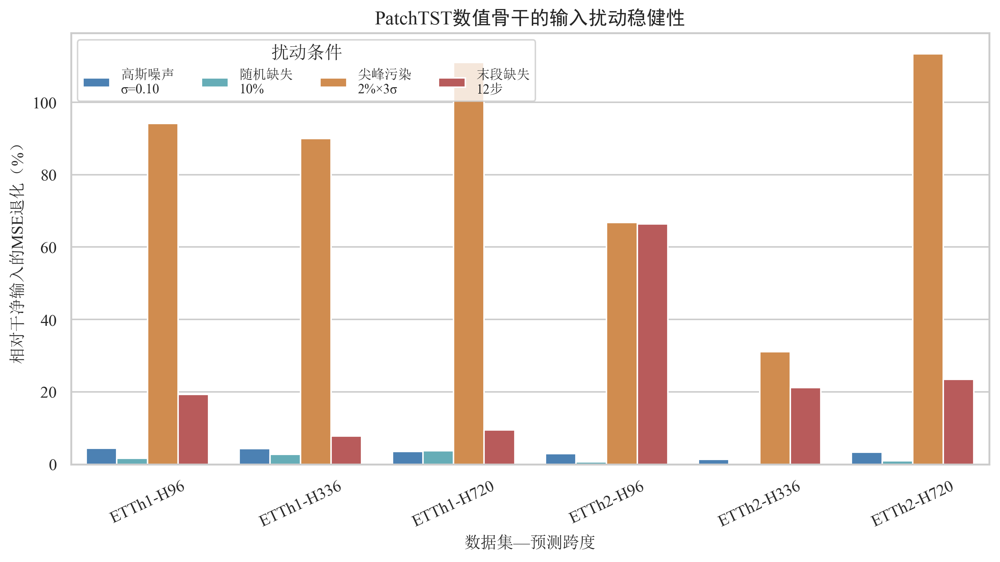 PatchTST数值骨干的输入扰动稳健性
扰动条件
高斯噪声
σ=0.10
随机缺失
10%
尖峰污染
2%×3σ
末段缺失
12步
相对干净输入的MSE退化（%）
100
80
60
40
20
0
ETTh1-H96
ETTh1-H336
ETTh1-H720
ETTh2-H96
ETTh2-H336
ETTh2-H720
数据集—预测跨度